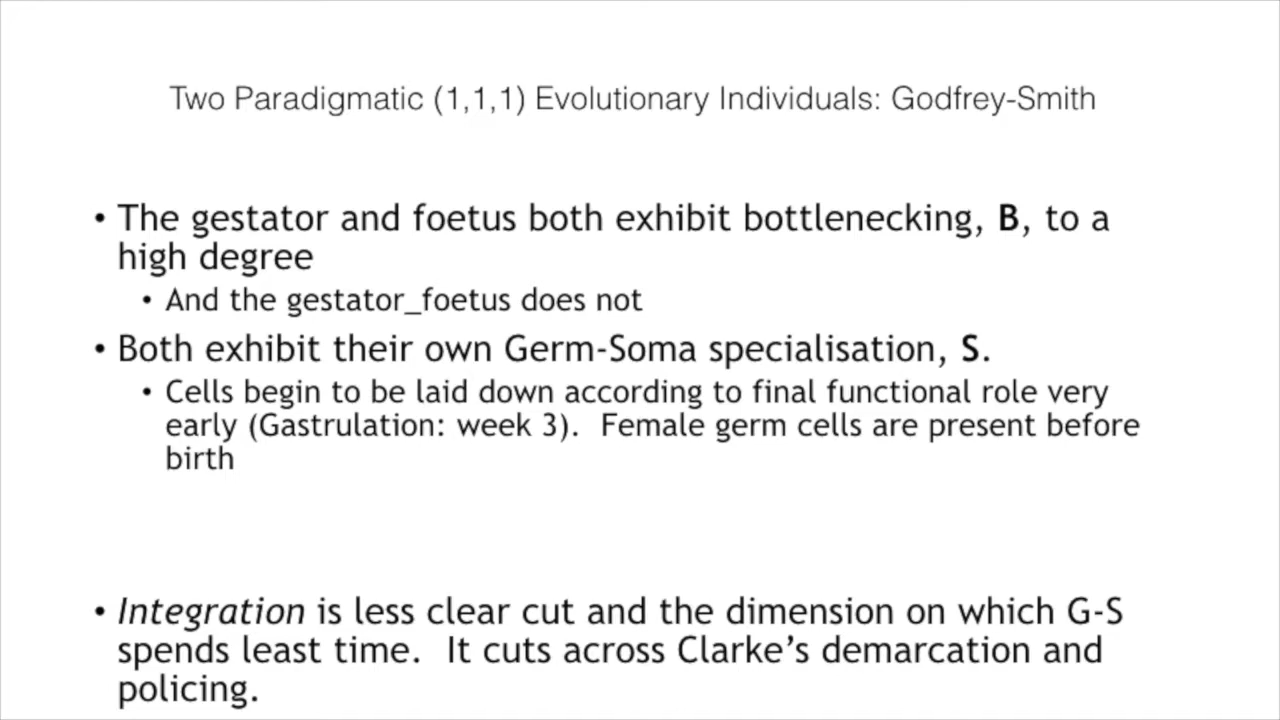 Two Paradigmatic (1,1,1) Evolutionary Individuals: Godfrey-Smith
• The gestator and foetus both exhibit bottlenecking, B, to a
high degree
• And the gestator_foetus does not
• Both exhibit their own Germ-Soma specialisation, S.
• Cells begin to be laid down according to final functional role very
early (Gastrulation: week 3).  Female germ cells are present before
birth
• Integration is less clear cut and the dimension on which G-S
spends least time.  It cuts across Clarke’s demarcation and
policing.